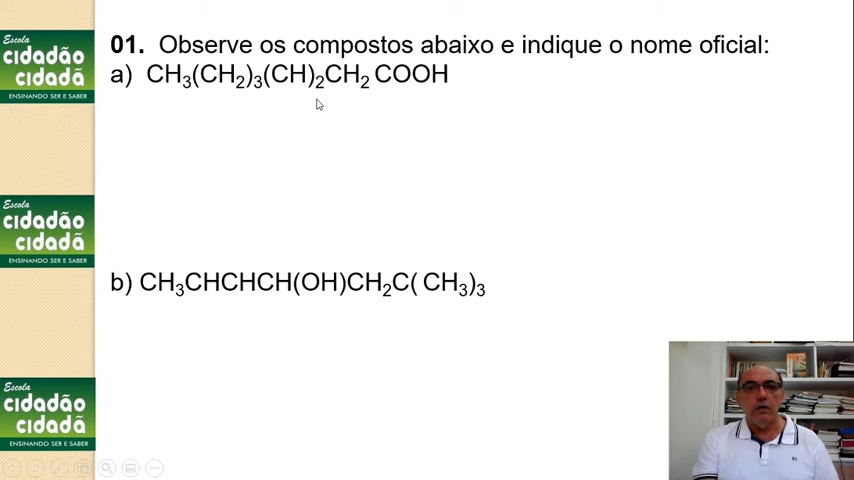 Escola
cidadão
cidadã
ENSINANDO SER E SABER
01. Observe os compostos abaixo e indique o nome oficial:
a) CH₃(CH₂)₃(CH)₂CH₂ COOH
Escola
cidadão
cidadã
ENSINANDO SER E SABER
b) CH₃CHCHCH(OH)CH₂C( CH₃)₃
Escola
cidadão
cidadã
ENSINANDO SER E SABER